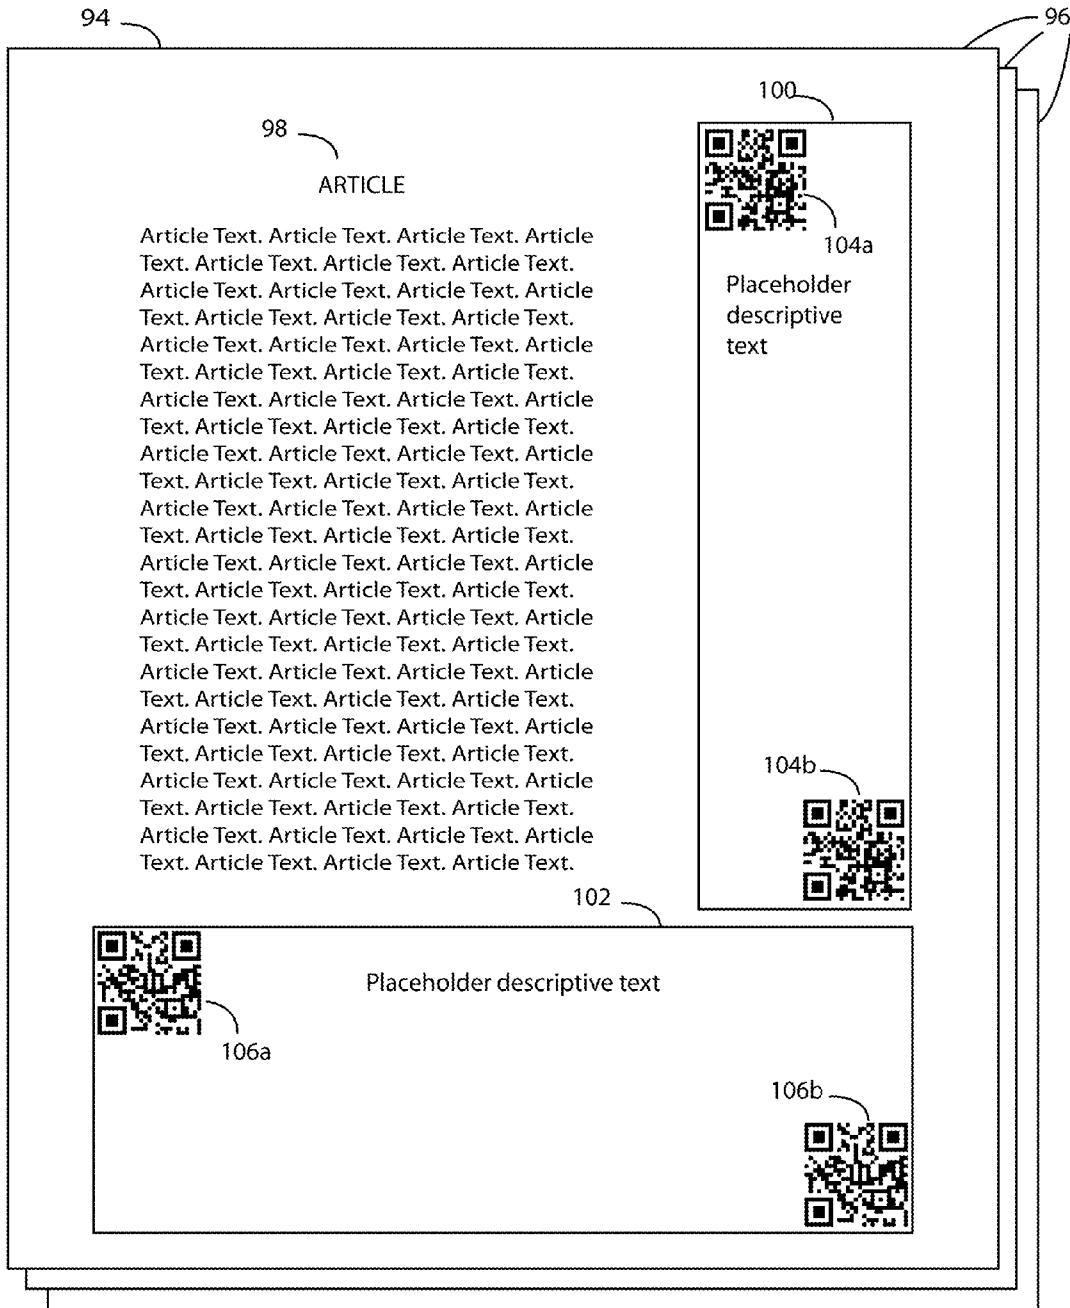 94
96
100
98
ARTICLE
104a
Article Text. Article Text. Article Text. Article
Text. Article Text. Article Text. Article Text.
Article Text. Article Text. Article Text. Article
Text. Article Text. Article Text. Article Text.
Article Text. Article Text. Article Text. Article
Text. Article Text. Article Text. Article Text.
Article Text. Article Text. Article Text. Article
Text. Article Text. Article Text. Article Text.
Article Text. Article Text. Article Text. Article
Text. Article Text. Article Text. Article Text.
Article Text. Article Text. Article Text. Article
Text. Article Text. Article Text. Article Text.
Article Text. Article Text. Article Text. Article
Text. Article Text. Article Text. Article Text.
Article Text. Article Text. Article Text. Article
Text. Article Text. Article Text. Article Text.
Article Text. Article Text. Article Text. Article
Text. Article Text. Article Text. Article Text.
Article Text. Article Text. Article Text. Article
Text. Article Text. Article Text. Article Text.
Article Text. Article Text. Article Text. Article
Text. Article Text. Article Text. Article Text.
Article Text. Article Text. Article Text. Article
Text. Article Text. Article Text. Article Text.
Placeholder
descriptive
text
104b
102
Placeholder descriptive text
106a
106b